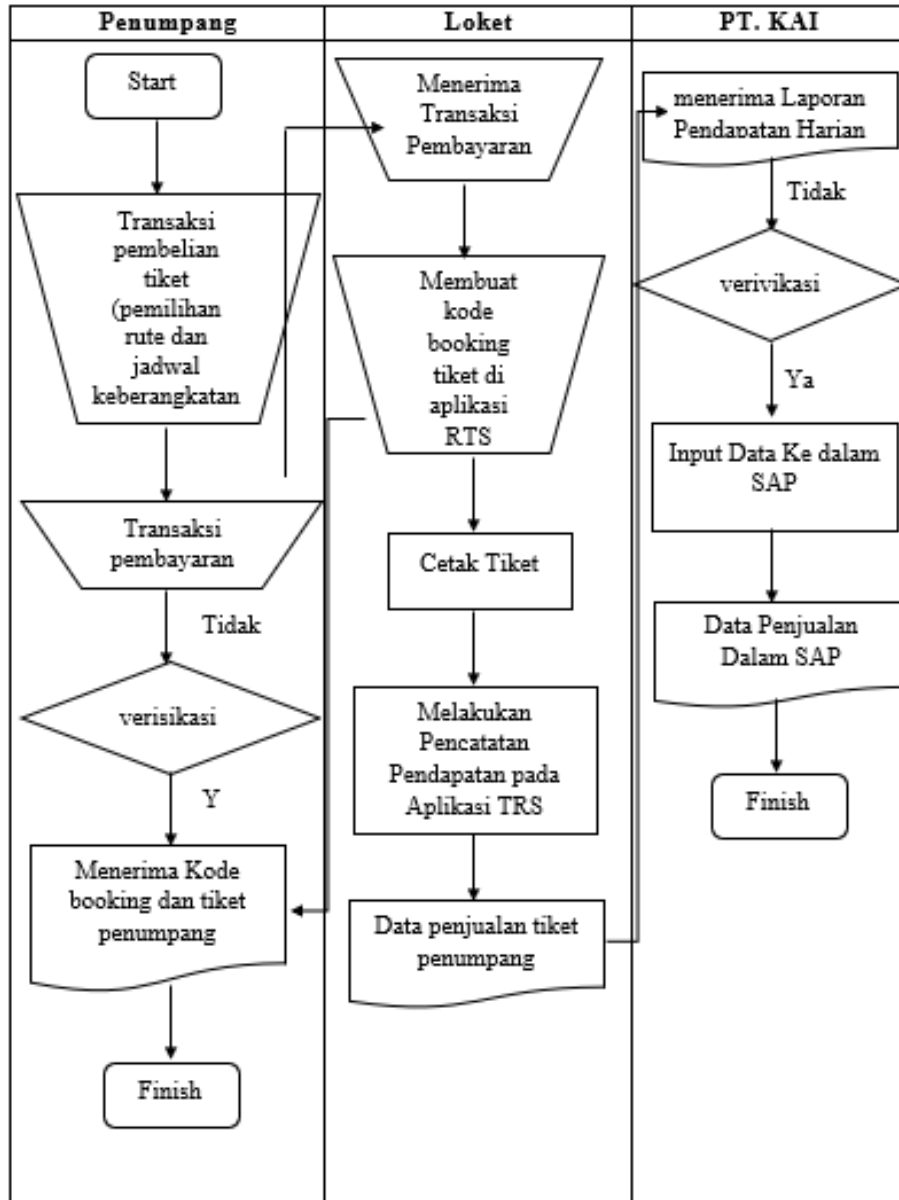 Penumpang
Loket
PT. KAI
Start
Transaksi
pembelian
tiket
(pemilihan
rute dan
jadwal
keberangkatan
Transaksi
pembayaran
Tidak
verisikasi
Y
Menerima Kode
booking dan tiket
penumpang
Finish
Menerima
Transaksi
Pembayaran
Membuat
kode
booking
tiket di
aplikasi
RTS
Cetak Tiket
Melakukan
Pencatatan
Pendapatan pada
Aplikasi TRS
Data penjualan tiket
penumpang
menerima Laporan
Pendapatan Harian
Tidak
verivikasi
Ya
Input Data Ke dalam
SAP
Data Penjualan
Dalam SAP
Finish